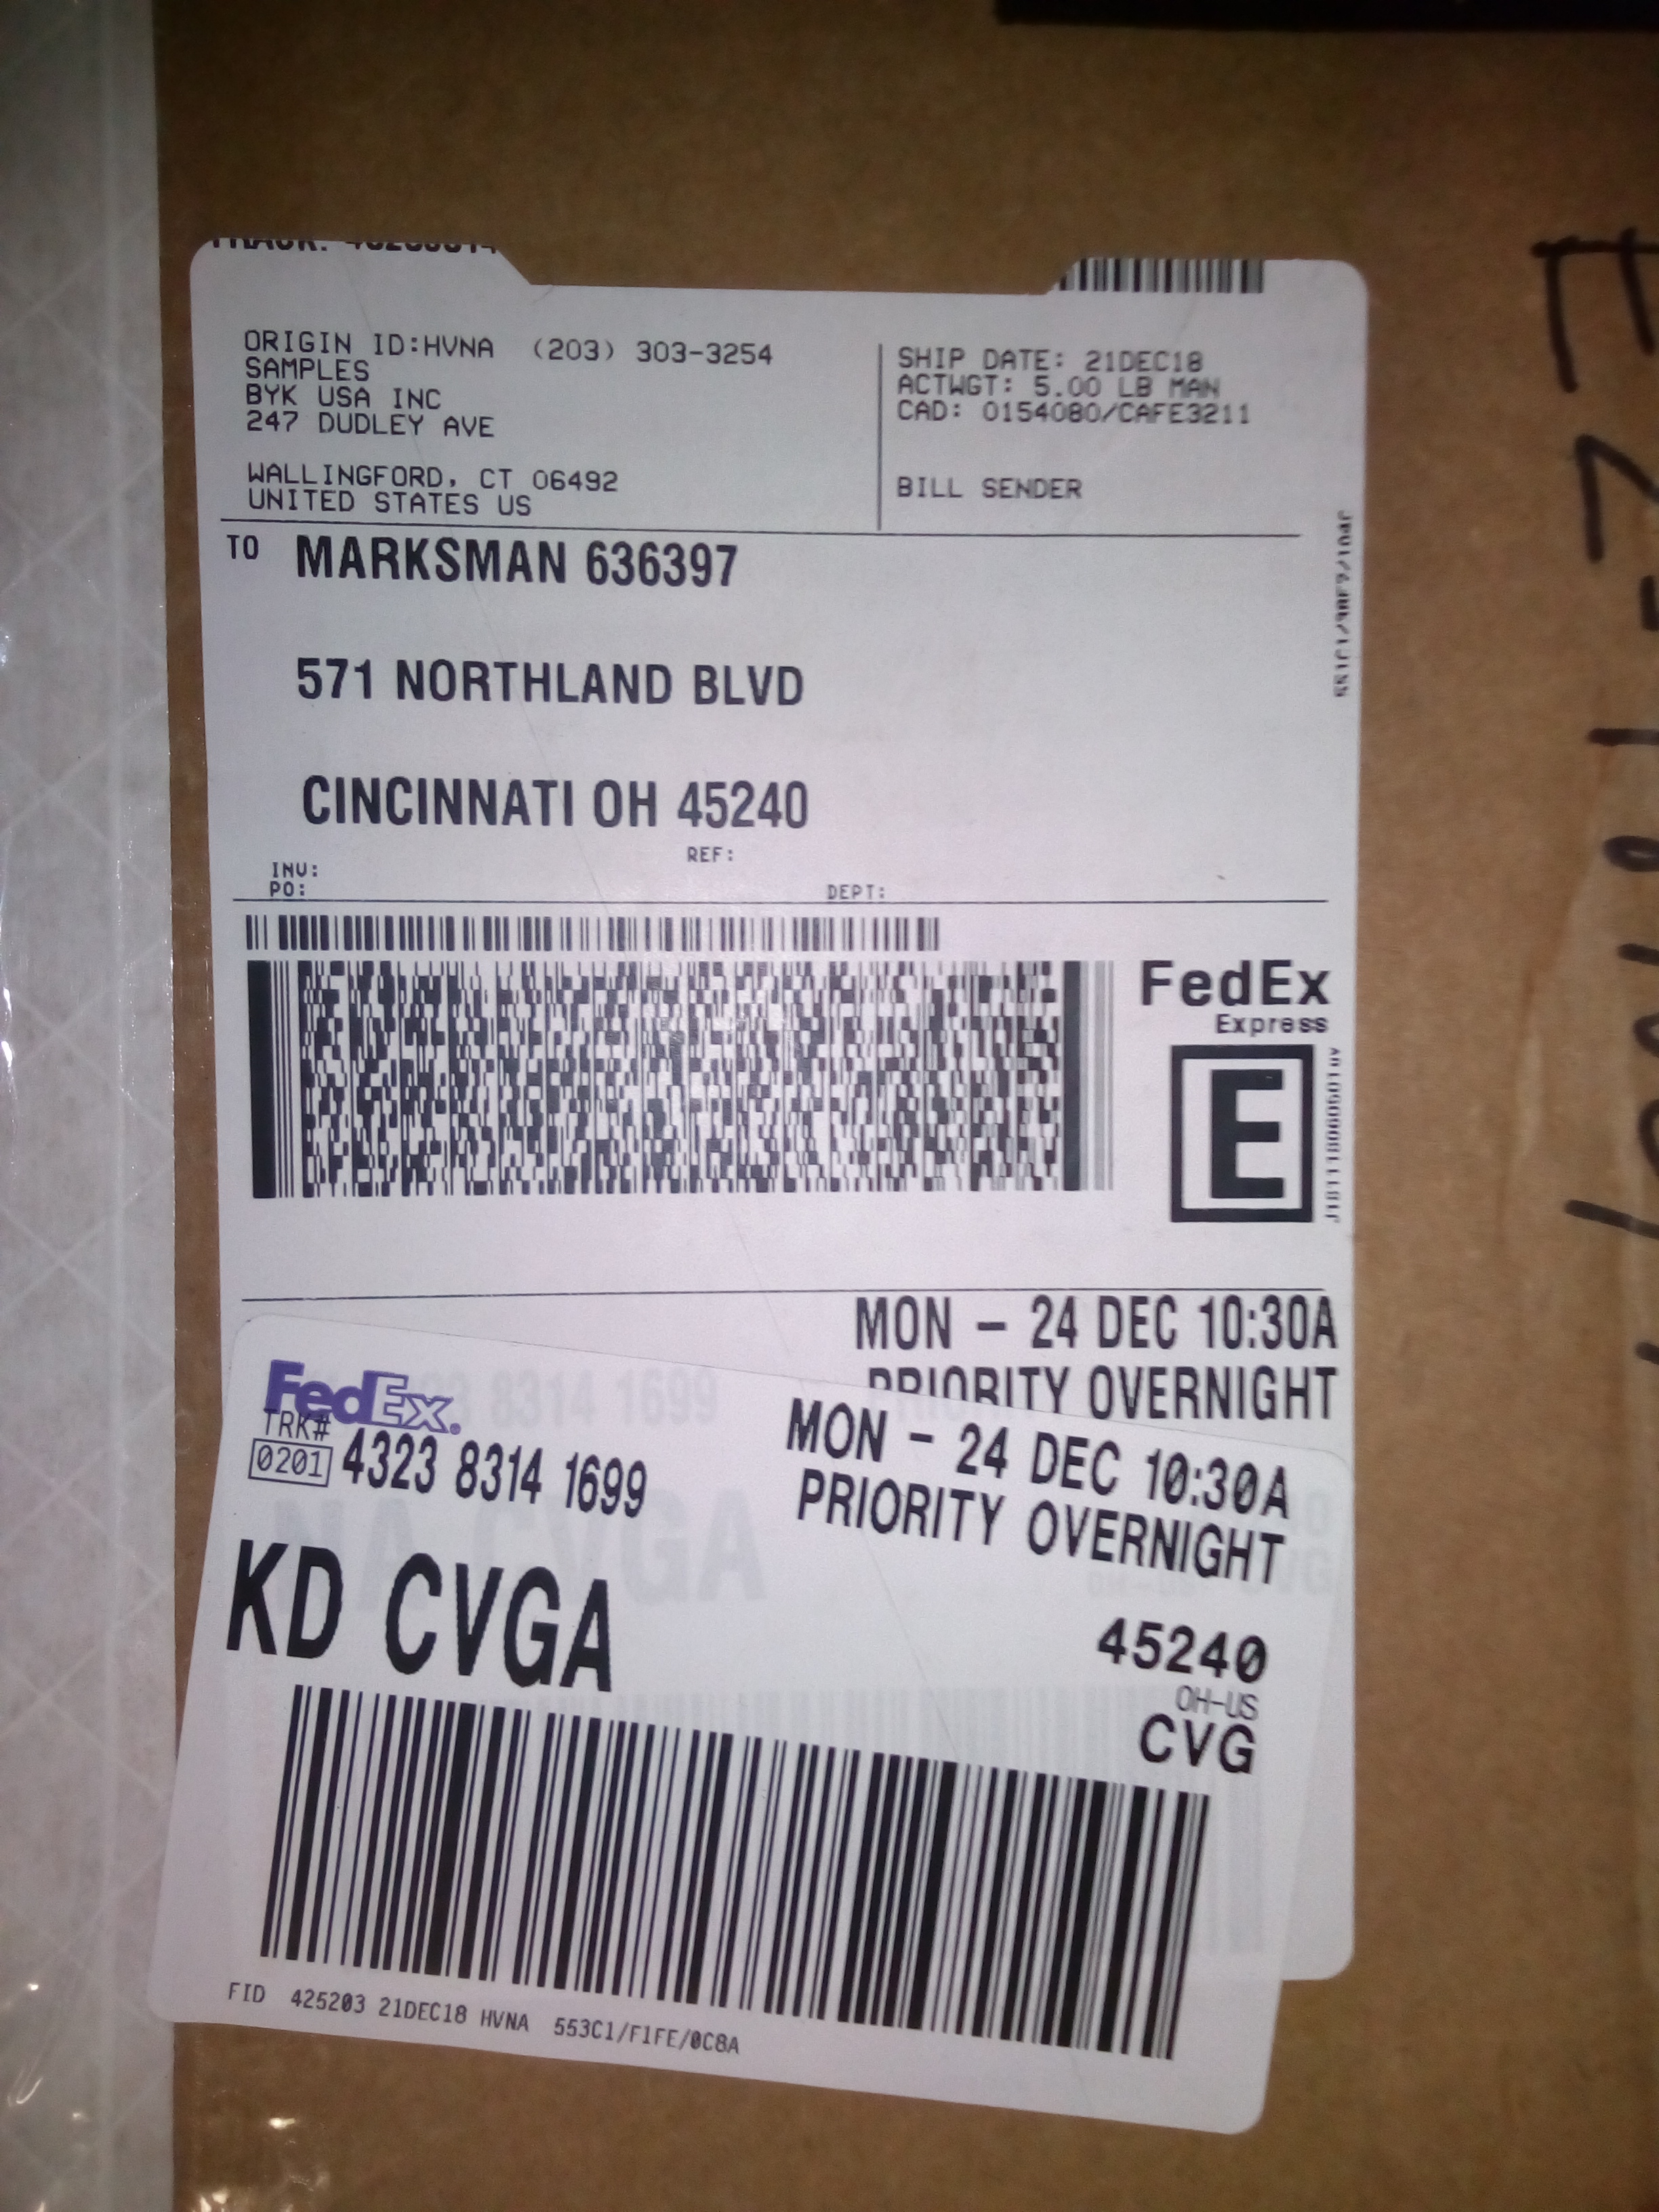 ORIGIN ID:HVNA (203) 303-3254
SAMPLES
BYK USA INC
247 DUDLEY AVE
WALLINGFORD, CT 06492
UNITED STATES US
SHIP DATE: 21DEC18
ACTWGT: 5.00 LB MAN
CAD: 0154080/CAFE3211
BILL SENDER
TO MARKSMAN 636397
571 NORTHLAND BLVD
CINCINNATI OH 45240
REF:
INV:
PO: DEPT:
FedEx
Express
E
MON - 24 DEC 10:30A
PRIORITY OVERNIGHT
FedEx.
TRK#
0201 4323 8314 1699
MON - 24 DEC 10:30A
PRIORITY OVERNIGHT
KD CVGA
45240
OH-US
CVG
FID 425203 21DEC18 HVNA 553C1/F1FE/0C8A